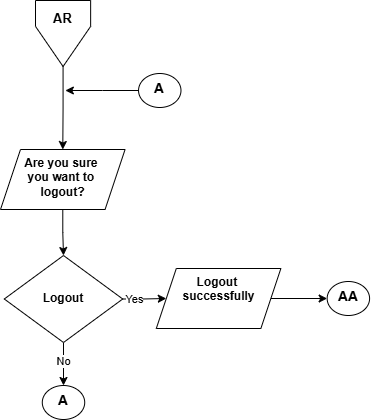 AR
A
Are you sure
you want to
logout?
Logout
Yes
Logout
successfully
AA
No
A